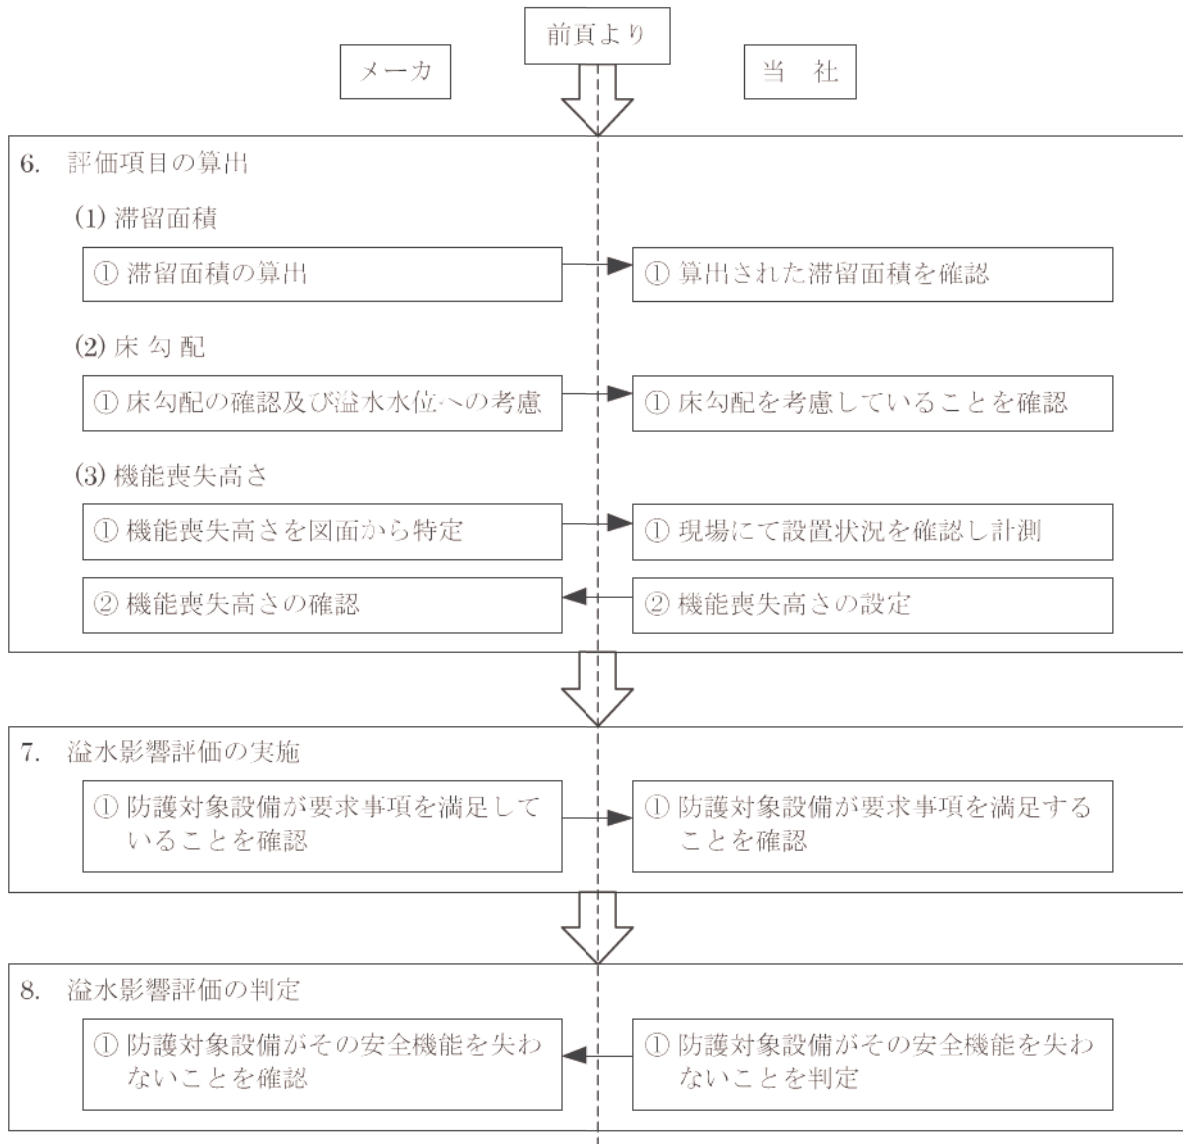 前頁より
メーカ
当 社
6. 評価項目の算出
(1) 滞留面積
① 滞留面積の算出
① 算出された滞留面積を確認
(2) 床 勾 配
① 床勾配の確認及び溢水水位への考慮
① 床勾配を考慮していることを確認
(3) 機能喪失高さ
① 機能喪失高さを図面から特定
① 現場にて設置状況を確認し計測
② 機能喪失高さの確認
② 機能喪失高さの設定
7. 溢水影響評価の実施
① 防護対象設備が要求事項を満足して
いることを確認
① 防護対象設備が要求事項を満足する
ことを確認
8. 溢水影響評価の判定
① 防護対象設備がその安全機能を失わ
ないことを確認
① 防護対象設備がその安全機能を失わ
ないことを判定